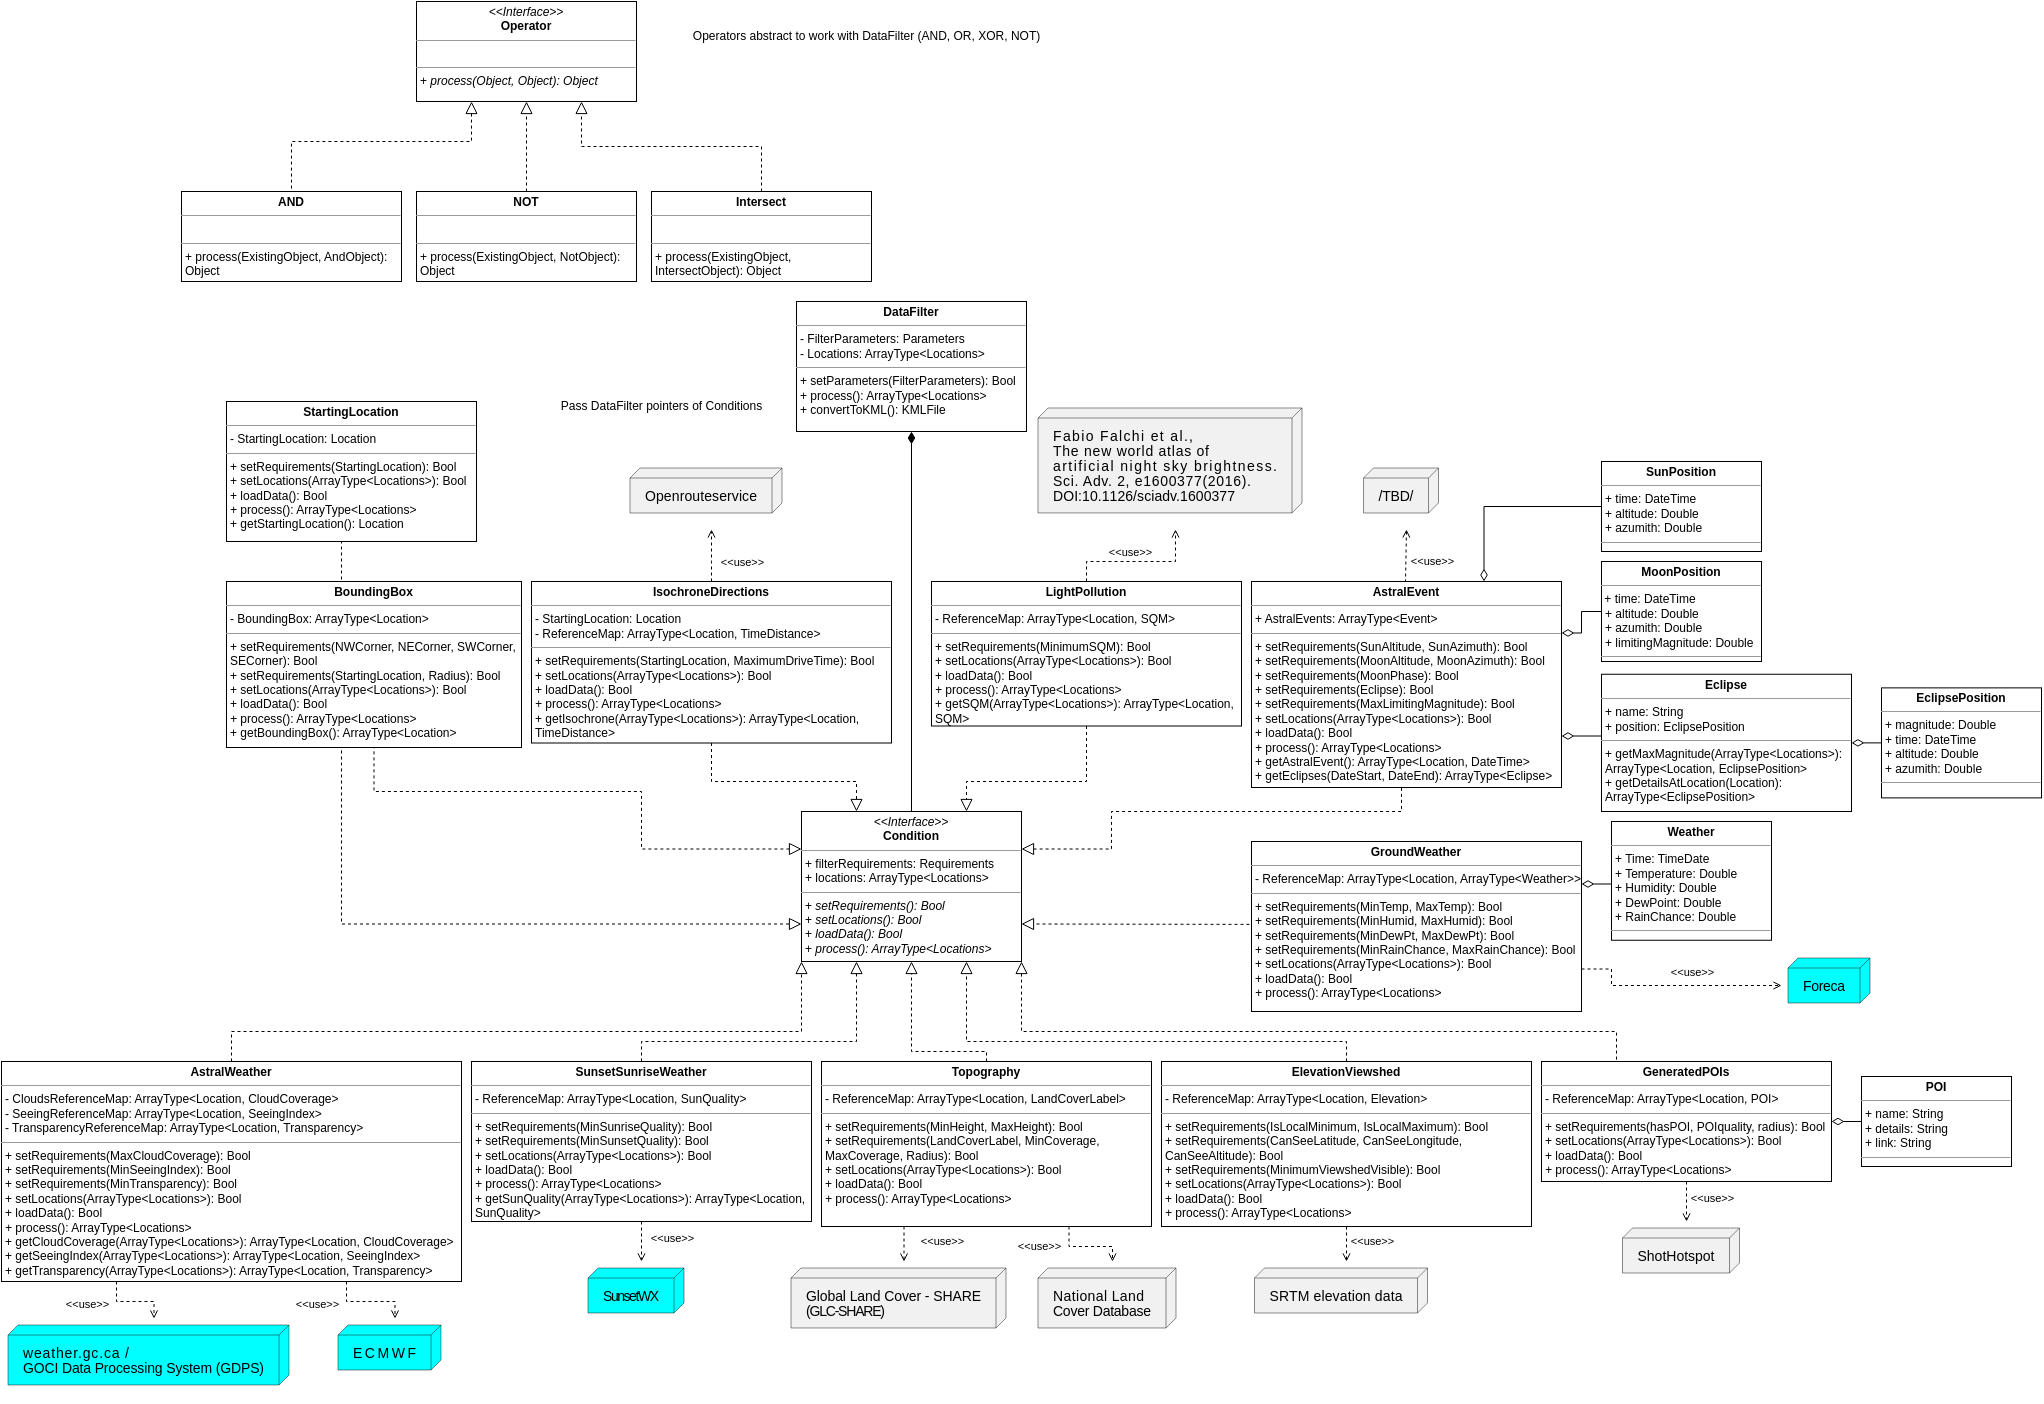 <<Interface>>
Operator
+ process(Object, Object): Object
Operators abstract to work with DataFilter (AND, OR, XOR, NOT)
AND
+ process(ExistingObject, AndObject):
Object
NOT
+ process(ExistingObject, NotObject):
Object
Intersect
+ process(ExistingObject,
IntersectObject): Object
DataFilter
- FilterParameters: Parameters
- Locations: ArrayType<Locations>
+ setParameters(FilterParameters): Bool
+ process(): ArrayType<Locations>
+ convertToKML(): KMLFile
Pass DataFilter pointers of Conditions
StartingLocation
- StartingLocation: Location
+ setRequirements(StartingLocation): Bool
+ setLocations(ArrayType<Locations>): Bool
+ loadData(): Bool
+ process(): ArrayType<Locations>
+ getStartingLocation(): Location
Openrouteservice
<<use>>
Fabio Falchi et al.,
The new world atlas of
artificial night sky brightness.
Sci. Adv. 2, e1600377(2016).
DOI:10.1126/sciadv.1600377
<<use>>
/TBD/
<<use>>
SunPosition
+ time: DateTime
+ altitude: Double
+ azumith: Double
MoonPosition
+ time: DateTime
+ altitude: Double
+ azumith: Double
+ limitingMagnitude: Double
BoundingBox
- BoundingBox: ArrayType<Location>
+ setRequirements(NWCorner, NECorner, SWCorner,
SECorner): Bool
+ setRequirements(StartingLocation, Radius): Bool
+ setLocations(ArrayType<Locations>): Bool
+ loadData(): Bool
+ process(): ArrayType<Locations>
+ getBoundingBox(): ArrayType<Location>
IsochroneDirections
- StartingLocation: Location
- ReferenceMap: ArrayType<Location, TimeDistance>
+ setRequirements(StartingLocation, MaximumDriveTime): Bool
+ setLocations(ArrayType<Locations>): Bool
+ loadData(): Bool
+ process(): ArrayType<Locations>
+ getIsochrone(ArrayType<Locations>): ArrayType<Location,
TimeDistance>
LightPollution
- ReferenceMap: ArrayType<Location, SQM>
+ setRequirements(MinimumSQM): Bool
+ setLocations(ArrayType<Locations>): Bool
+ loadData(): Bool
+ process(): ArrayType<Locations>
+ getSQM(ArrayType<Locations>): ArrayType<Location,
SQM>
AstralEvent
+ AstralEvents: ArrayType<Event>
+ setRequirements(SunAltitude, SunAzimuth): Bool
+ setRequirements(MoonAltitude, MoonAzimuth): Bool
+ setRequirements(MoonPhase): Bool
+ setRequirements(Eclipse): Bool
+ setRequirements(MaxLimitingMagnitude): Bool
+ setLocations(ArrayType<Locations>): Bool
+ loadData(): Bool
+ process(): ArrayType<Locations>
+ getAstralEvent(): ArrayType<Location, DateTime>
+ getEclipses(DateStart, DateEnd): ArrayType<Eclipse>
Eclipse
+ name: String
+ position: EclipsePosition
+ getMaxMagnitude(ArrayType<Locations>):
ArrayType<Location, EclipsePosition>
+ getDetailsAtLocation(Location):
ArrayType<EclipsePosition>
EclipsePosition
+ magnitude: Double
+ time: DateTime
+ altitude: Double
+ azumith: Double
<<Interface>>
Condition
+ filterRequirements: Requirements
+ locations: ArrayType<Locations>
+ setRequirements(): Bool
+ setLocations(): Bool
+ loadData(): Bool
+ process(): ArrayType<Locations>
GroundWeather
- ReferenceMap: ArrayType<Location, ArrayType<Weather>>
+ setRequirements(MinTemp, MaxTemp): Bool
+ setRequirements(MinHumid, MaxHumid): Bool
+ setRequirements(MinDewPt, MaxDewPt): Bool
+ setRequirements(MinRainChance, MaxRainChance): Bool
+ setLocations(ArrayType<Locations>): Bool
+ loadData(): Bool
+ process(): ArrayType<Locations>
Weather
+ Time: TimeDate
+ Temperature: Double
+ Humidity: Double
+ DewPoint: Double
+ RainChance: Double
<<use>>
Foreca
AstralWeather
- CloudsReferenceMap: ArrayType<Location, CloudCoverage>
- SeeingReferenceMap: ArrayType<Location, SeeingIndex>
- TransparencyReferenceMap: ArrayType<Location, Transparency>
+ setRequirements(MaxCloudCoverage): Bool
+ setRequirements(MinSeeingIndex): Bool
+ setRequirements(MinTransparency): Bool
+ setLocations(ArrayType<Locations>): Bool
+ loadData(): Bool
+ process(): ArrayType<Locations>
+ getCloudCoverage(ArrayType<Locations>): ArrayType<Location, CloudCoverage>
+ getSeeingIndex(ArrayType<Locations>): ArrayType<Location, SeeingIndex>
+ getTransparency(ArrayType<Locations>): ArrayType<Location, Transparency>
SunsetSunriseWeather
- ReferenceMap: ArrayType<Location, SunQuality>
+ setRequirements(MinSunriseQuality): Bool
+ setRequirements(MinSunsetQuality): Bool
+ setLocations(ArrayType<Locations>): Bool
+ loadData(): Bool
+ process(): ArrayType<Locations>
+ getSunQuality(ArrayType<Locations>): ArrayType<Location,
SunQuality>
Topography
- ReferenceMap: ArrayType<Location, LandCoverLabel>
+ setRequirements(MinHeight, MaxHeight): Bool
+ setRequirements(LandCoverLabel, MinCoverage,
MaxCoverage, Radius): Bool
+ setLocations(ArrayType<Locations>): Bool
+ loadData(): Bool
+ process(): ArrayType<Locations>
ElevationViewshed
- ReferenceMap: ArrayType<Location, Elevation>
+ setRequirements(IsLocalMinimum, IsLocalMaximum): Bool
+ setRequirements(CanSeeLatitude, CanSeeLongitude,
CanSeeAltitude): Bool
+ setRequirements(MinimumViewshedVisible): Bool
+ setLocations(ArrayType<Locations>): Bool
+ loadData(): Bool
+ process(): ArrayType<Locations>
GeneratedPOIs
- ReferenceMap: ArrayType<Location, POI>
+ setRequirements(hasPOI, POIquality, radius): Bool
+ setLocations(ArrayType<Locations>): Bool
+ loadData(): Bool
+ process(): ArrayType<Locations>
POI
+ name: String
+ details: String
+ link: String
<<use>>
ShotHotspot
<<use>>
weather.gc.ca /
GOCI Data Processing System (GDPS)
<<use>>
ECMWF
<<use>>
SunsetWX
<<use>>
Global Land Cover - SHARE
(GLC-SHARE)
<<use>>
National Land
Cover Database
<<use>>
SRTM elevation data